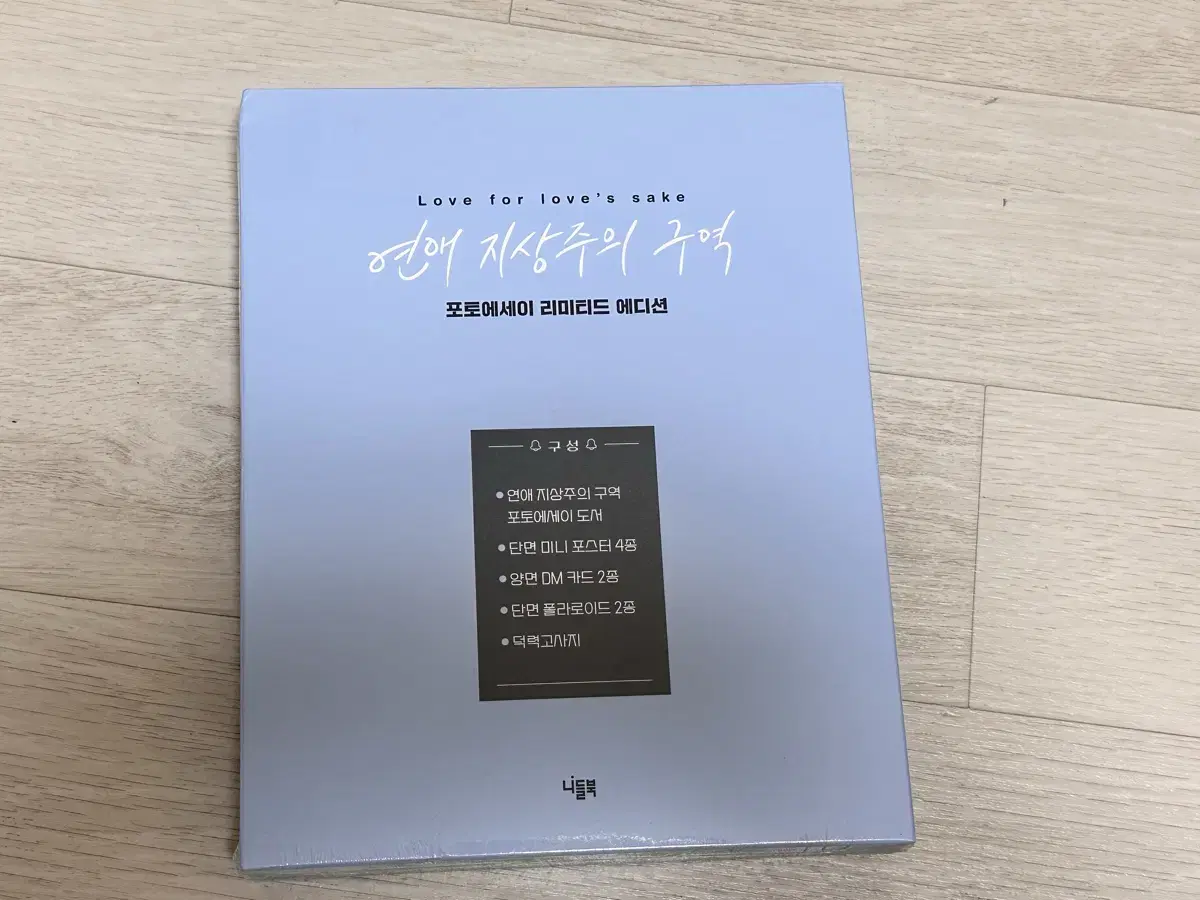 Love for love's sake
연애 지상주의 구역
포토에세이 리미티드 에디션
구성
• 연애 지상주의 구역
포토에세이 도서
• 단면 미니 포스터 4종
• 양면 DM 카드 2종
• 단면 폴라로이드 2종
• 덕력고사지
니들북